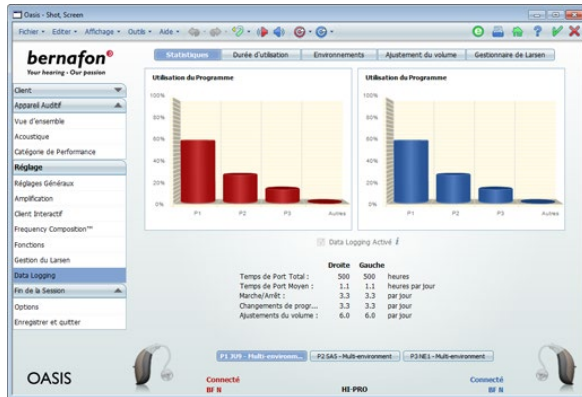 Oasis - Shot, Screen
Fichier Editer Affichage Outils Aide
bernafon®
Your hearing · Our passion
Statistiques Durée d'utilisation Environnements Ajustement du volume Gestionnaire de Larsen
Client
Appareil Auditif
Vue d'ensemble
Acoustique
Catégorie de Performance
Réglage
Réglages Généraux
Amplification
Client Interactif
Frequency Composition™
Fonctions
Gestion du Larsen
Data Logging
Fin de la Session
Options
Enregistrer et quitter
Utilisation du Programme
100%
80%
60%
40%
20%
0%
P1 P2 P3 Autres
Utilisation du Programme
100%
80%
60%
40%
20%
0%
P1 P2 P3 Autres
Data Logging Activé i
Droite Gauche
Temps de Port Total : 500 500 heures
Temps de Port Moyen : 1.1 1.1 heures par jour
Marche/Arrêt : 3.3 3.3 par jour
Changements de progr... 3.3 3.3 par jour
Ajustements du volume : 6.0 6.0 par jour
P1 JU9 - Multi-environn... P2 SAS - Multi-environment P3 NE1 - Multi-environment
OASIS
Connecté
BF N
HI-PRO
Connecté
BF N